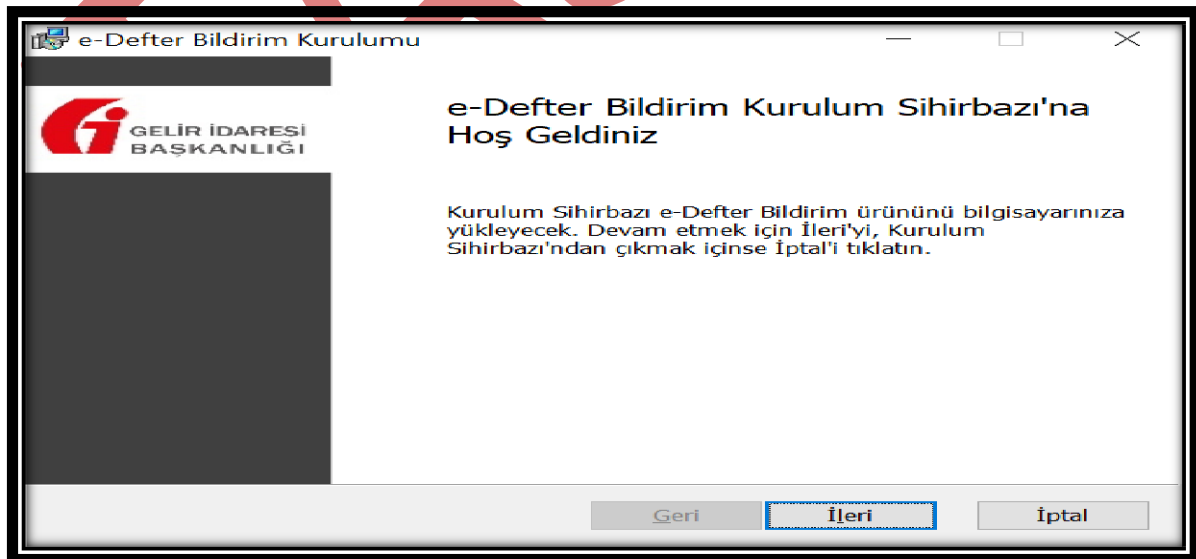 e-Defter Bildirim Kurulumu
GELİR İDARESİ
BAŞKANLIĞI
e-Defter Bildirim Kurulum Sihirbazı'na
Hoş Geldiniz
Kurulum Sihirbazı e-Defter Bildirim ürününü bilgisayarınıza
yükleyecek. Devam etmek için İleri'yi, Kurulum
Sihirbazı'ndan çıkmak içinse İptal'i tıklatın.
Geri
İleri
İptal